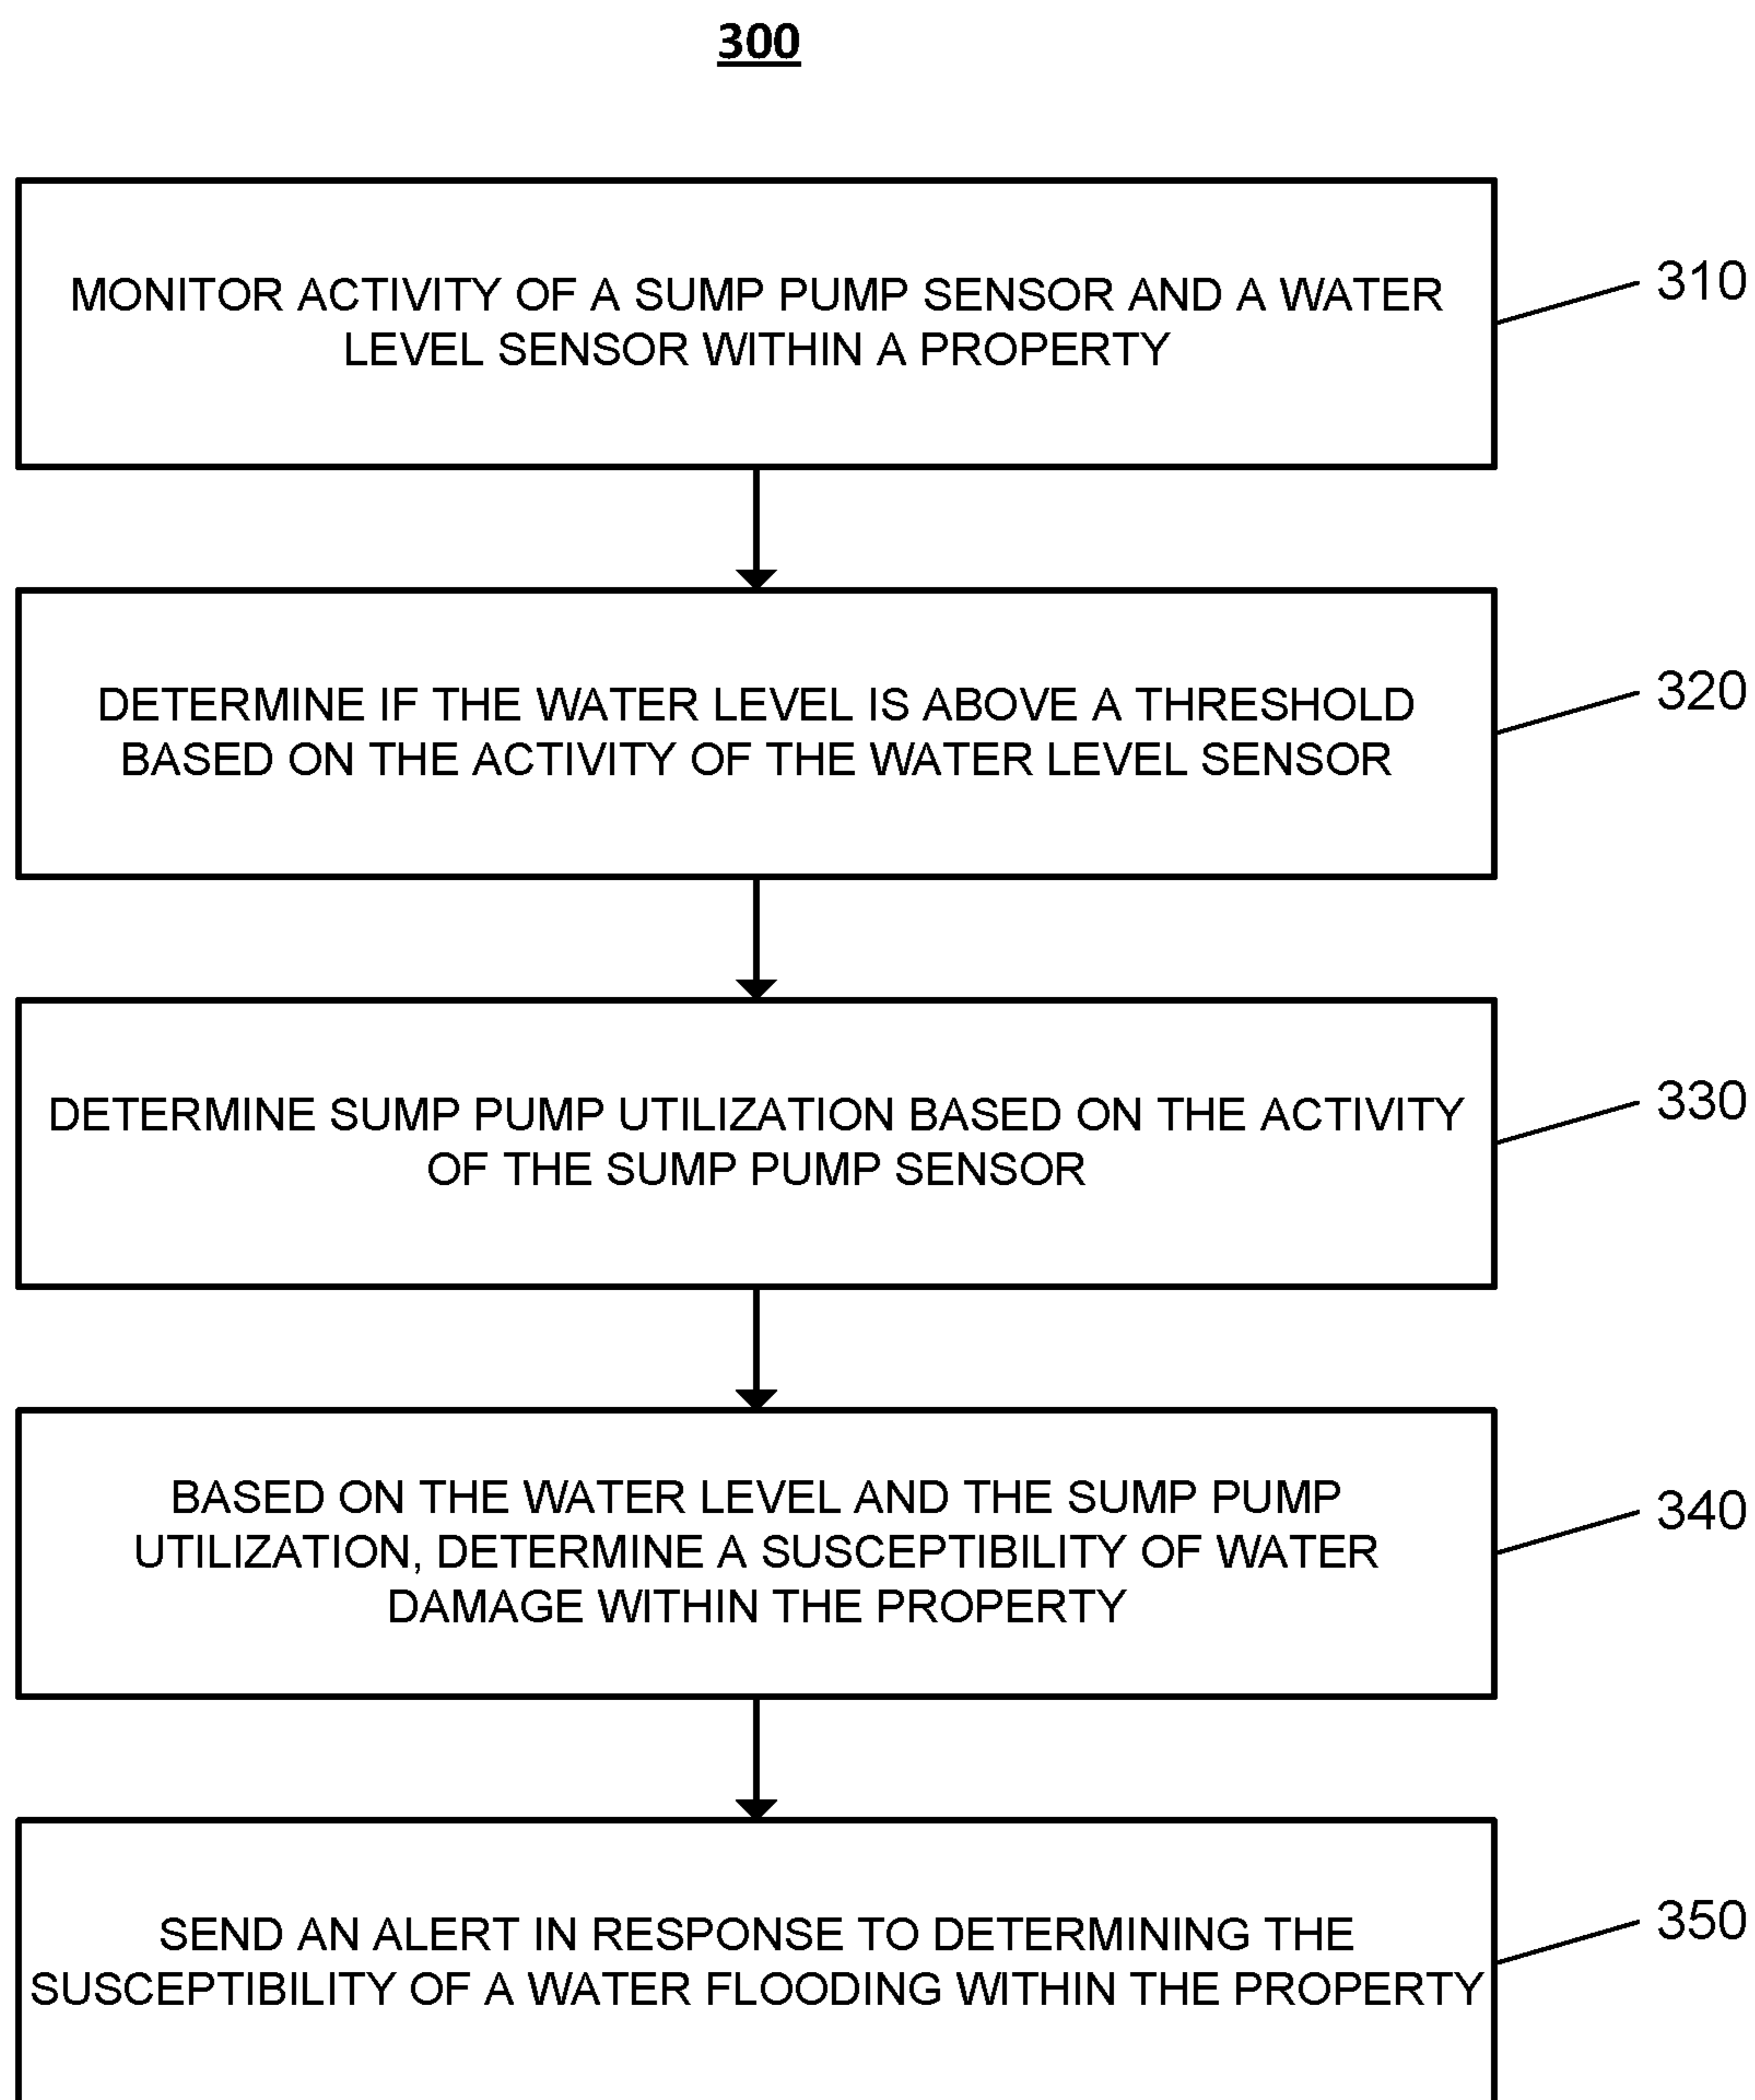 300
MONITOR ACTIVITY OF A SUMP PUMP SENSOR AND A WATER
LEVEL SENSOR WITHIN A PROPERTY
310
DETERMINE IF THE WATER LEVEL IS ABOVE A THRESHOLD
BASED ON THE ACTIVITY OF THE WATER LEVEL SENSOR
320
DETERMINE SUMP PUMP UTILIZATION BASED ON THE ACTIVITY
OF THE SUMP PUMP SENSOR
330
BASED ON THE WATER LEVEL AND THE SUMP PUMP
UTILIZATION, DETERMINE A SUSCEPTIBILITY OF WATER
DAMAGE WITHIN THE PROPERTY
340
SEND AN ALERT IN RESPONSE TO DETERMINING THE
SUSCEPTIBILITY OF A WATER FLOODING WITHIN THE PROPERTY
350